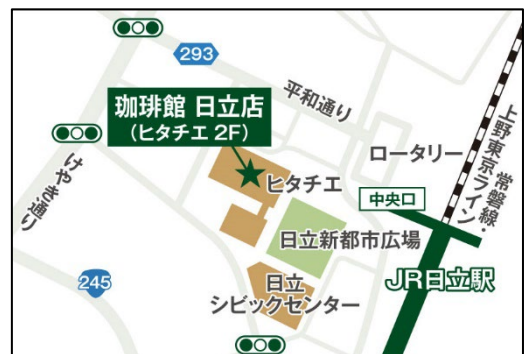 293
平和通り
珈琲館 日立店
(ヒタチエ 2F)
ロータリー
上野東京ライン
常磐線・
けやき通り
ヒタチエ
中央口
日立新都市広場
JR日立駅
245
日立
シビックセンター